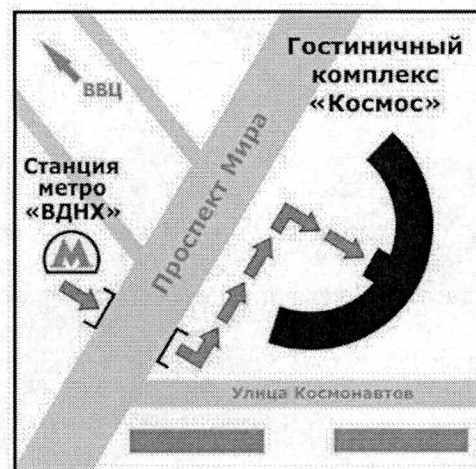 Гостиничный
комплекс
«Космос»
ВВЦ
Проспект Мира
Станция
метро
«ВДНХ»
М
Улица Космонавтов